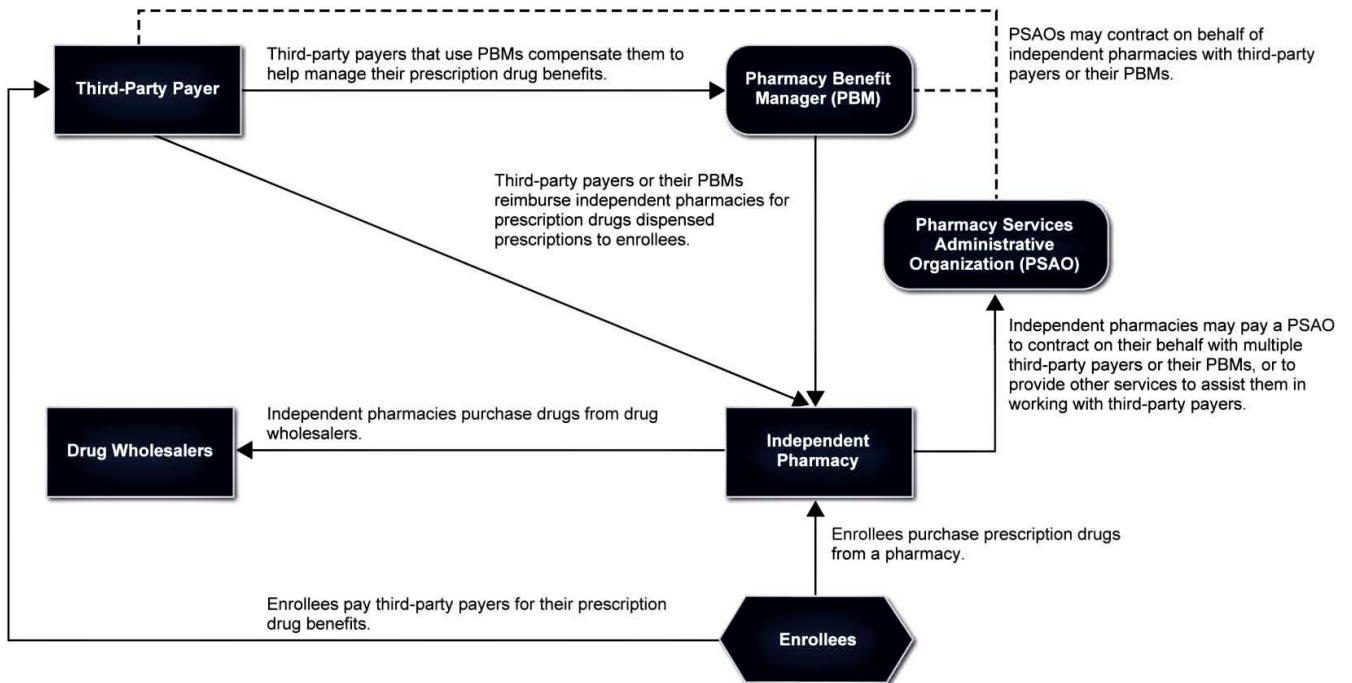 Third-Party Payer
Third-party payers that use PBMs compensate them to
help manage their prescription drug benefits.
Pharmacy Benefit
Manager (PBM)
PSAOs may contract on behalf of
independent pharmacies with third-party
payers or their PBMs.
Third-party payers or their PBMs
reimburse independent pharmacies for
prescription drugs dispensed
prescriptions to enrollees.
Pharmacy Services
Administrative
Organization (PSAO)
Independent pharmacies may pay a PSAO
to contract on their behalf with multiple
third-party payers or their PBMs, or to
provide other services to assist them in
working with third-party payers.
Drug Wholesalers
Independent pharmacies purchase drugs from drug
wholesalers.
Independent
Pharmacy
Enrollees purchase prescription drugs
from a pharmacy.
Enrollees pay third-party payers for their prescription
drug benefits.
Enrollees